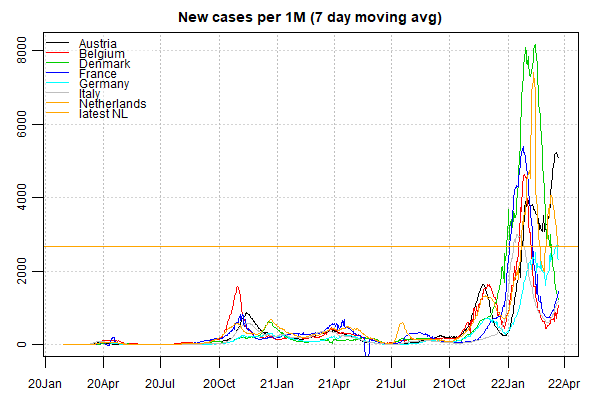 New cases per 1M (7 day moving avg)
Austria
Belgium
Denmark
France
Germany
Italy
Netherlands
latest NL
8000
6000
4000
2000
0
20Jan 20Apr 20Jul 20Oct 21Jan 21Apr 21Jul 21Oct 22Jan 22Apr